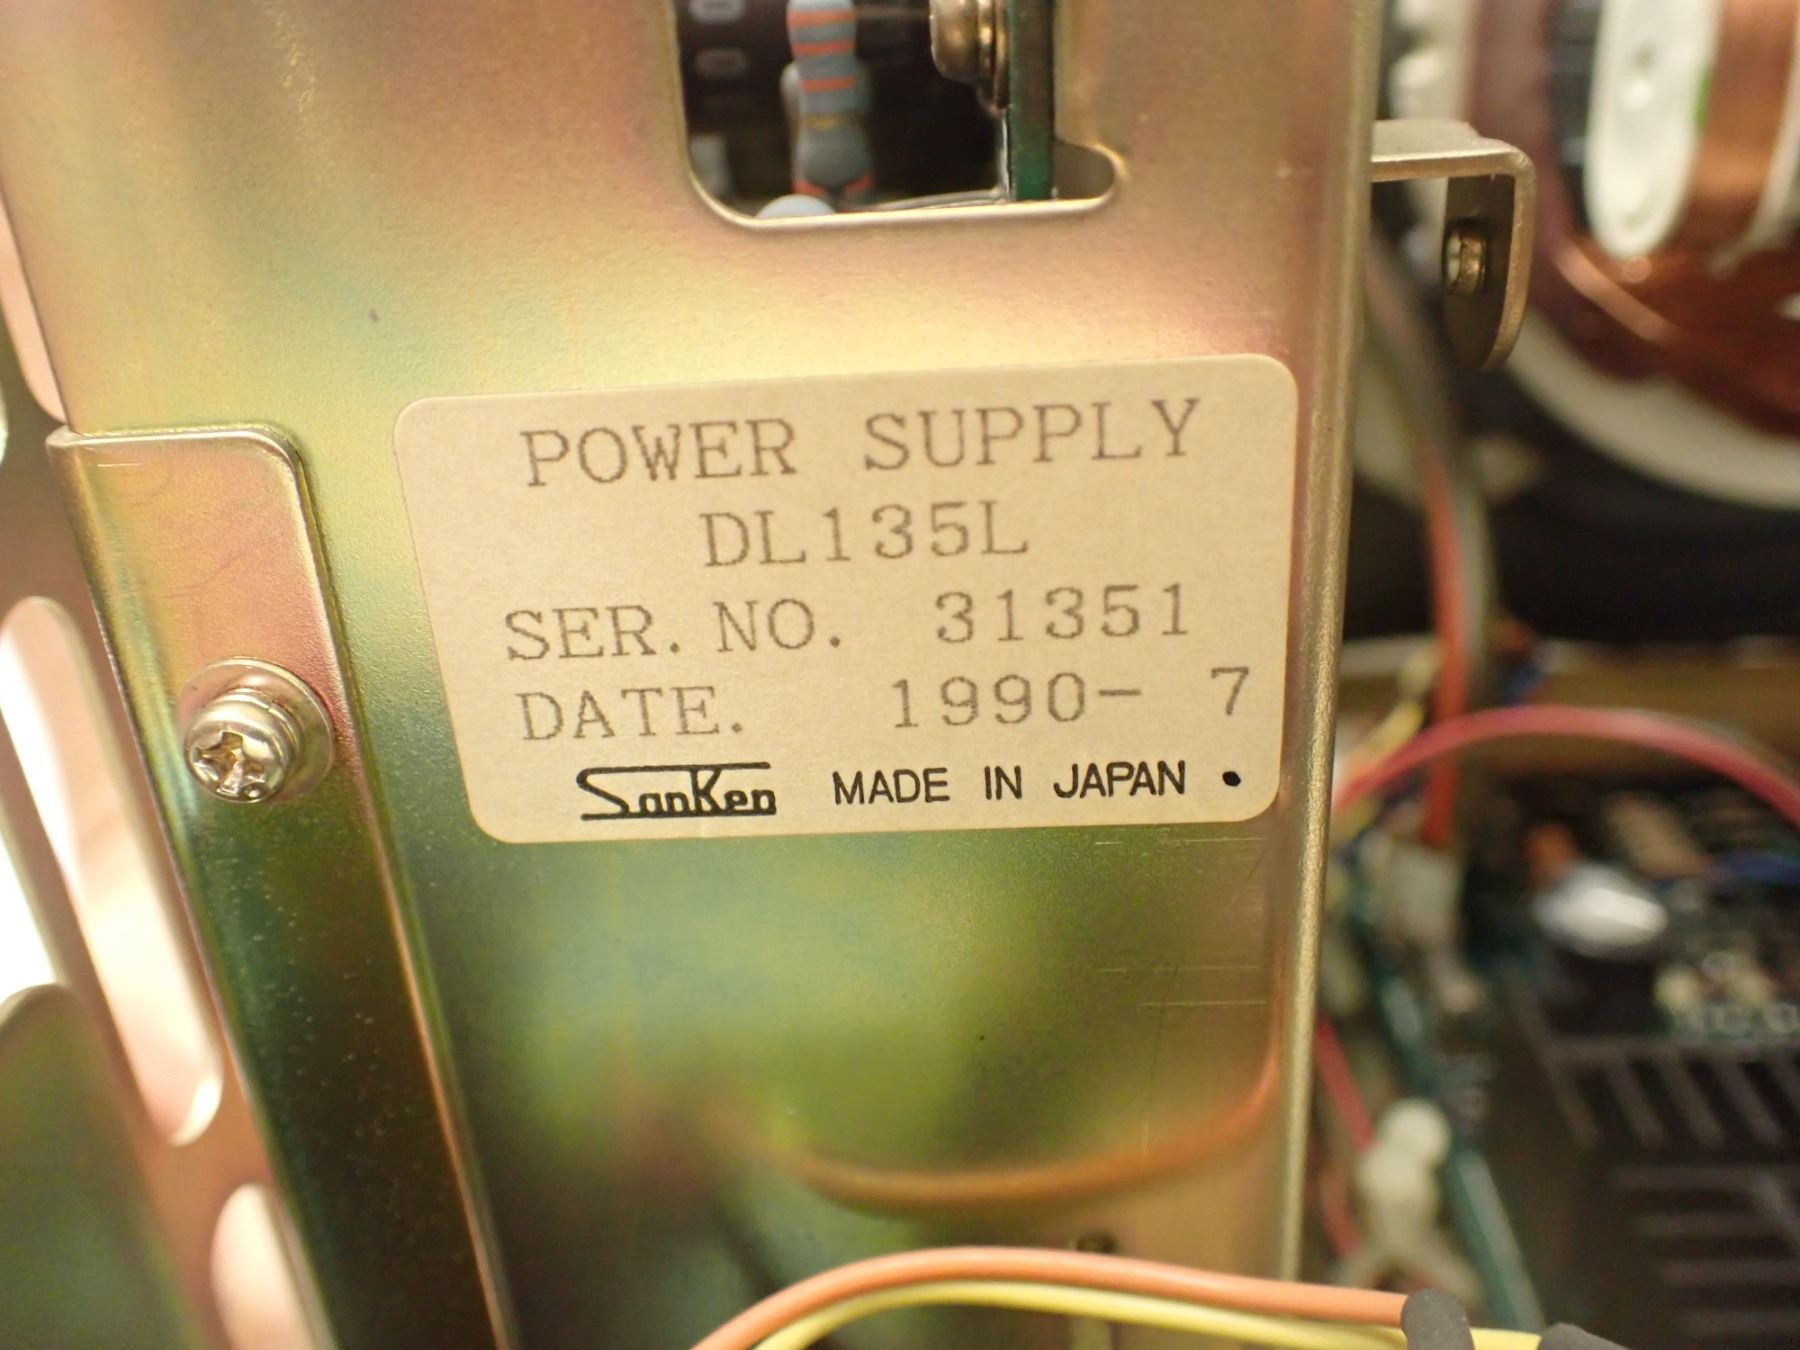 POWER SUPPLY
DL135L
SER. NO. 31351
DATE. 1990- 7
SanKen MADE IN JAPAN